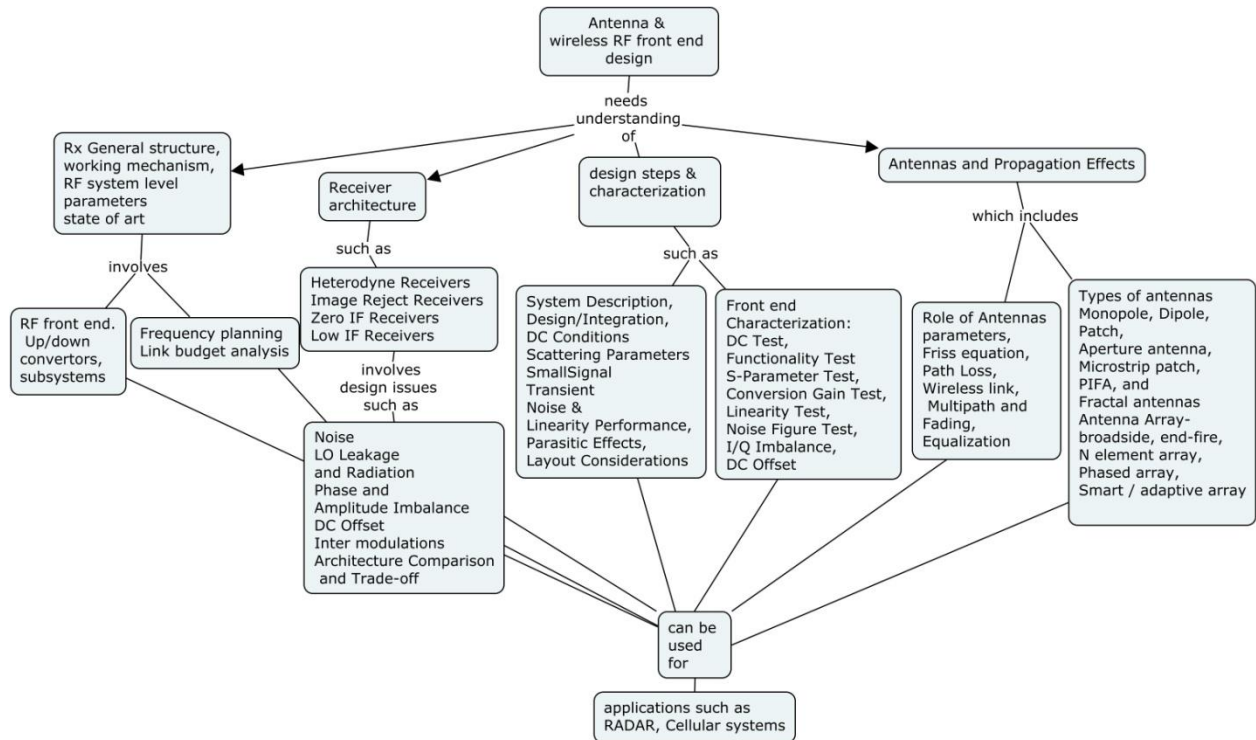 Antenna &
wireless RF front end
design
needs
understanding
of
Rx General structure,
working mechanism,
RF system level
parameters
state of art
Receiver
architecture
design steps &
characterization
Antennas and Propagation Effects
involves
such as
such as
which includes
RF front end.
Up/down
convertors,
subsystems
Frequency planning
Link budget analysis
Heterodyne Receivers
Image Reject Receivers
Zero IF Receivers
Low IF Receivers
involves
design issues
such as
Noise
LO Leakage
and Radiation
Phase and
Amplitude Imbalance
DC Offset
Inter modulations
Architecture Comparison
and Trade-off
System Description,
Design/Integration,
DC Conditions
Scattering Parameters
SmallSignal
Transient
Noise &
Linearity Performance,
Parasitic Effects,
Layout Considerations
Front end
Characterization:
DC Test,
Functionality Test
S-Parameter Test,
Conversion Gain Test,
Linearity Test,
Noise Figure Test,
I/Q Imbalance,
DC Offset
Role of Antennas
parameters,
Friss equation,
Path Loss,
Wireless link,
Multipath and
Fading,
Equalization
Types of antennas
Monopole, Dipole,
Patch,
Aperture antenna,
Microstrip patch,
PIFA, and
Fractal antennas
Antenna Array-
broadside, end-fire,
N element array,
Phased array,
Smart / adaptive array
can be
used
for
applications such as
RADAR, Cellular systems